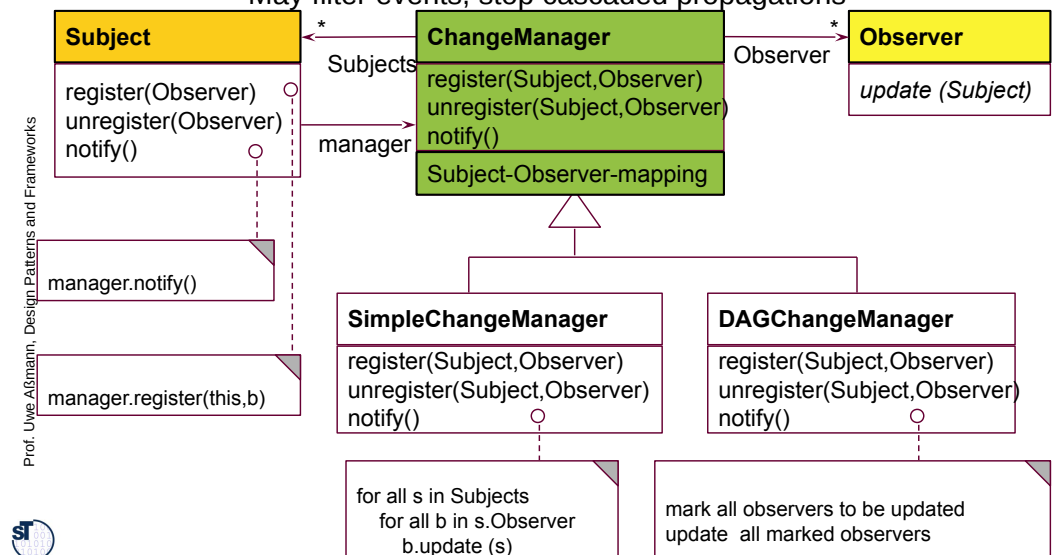 May filter events, stop cascaded propagations
Subject
register(Observer)
unregister(Observer)
notify()
*
Subjects
manager
ChangeManager
register(Subject,Observer)
unregister(Subject,Observer)
notify()
Subject-Observer-mapping
*
Observer
Observer
update (Subject)
manager.notify()
manager.register(this,b)
SimpleChangeManager
register(Subject,Observer)
unregister(Subject,Observer)
notify()
DAGChangeManager
register(Subject,Observer)
unregister(Subject,Observer)
notify()
for all s in Subjects
for all b in s.Observer
b.update (s)
mark all observers to be updated
update all marked observers
Prof. Uwe Aßmann, Design Patterns and Frameworks
ST